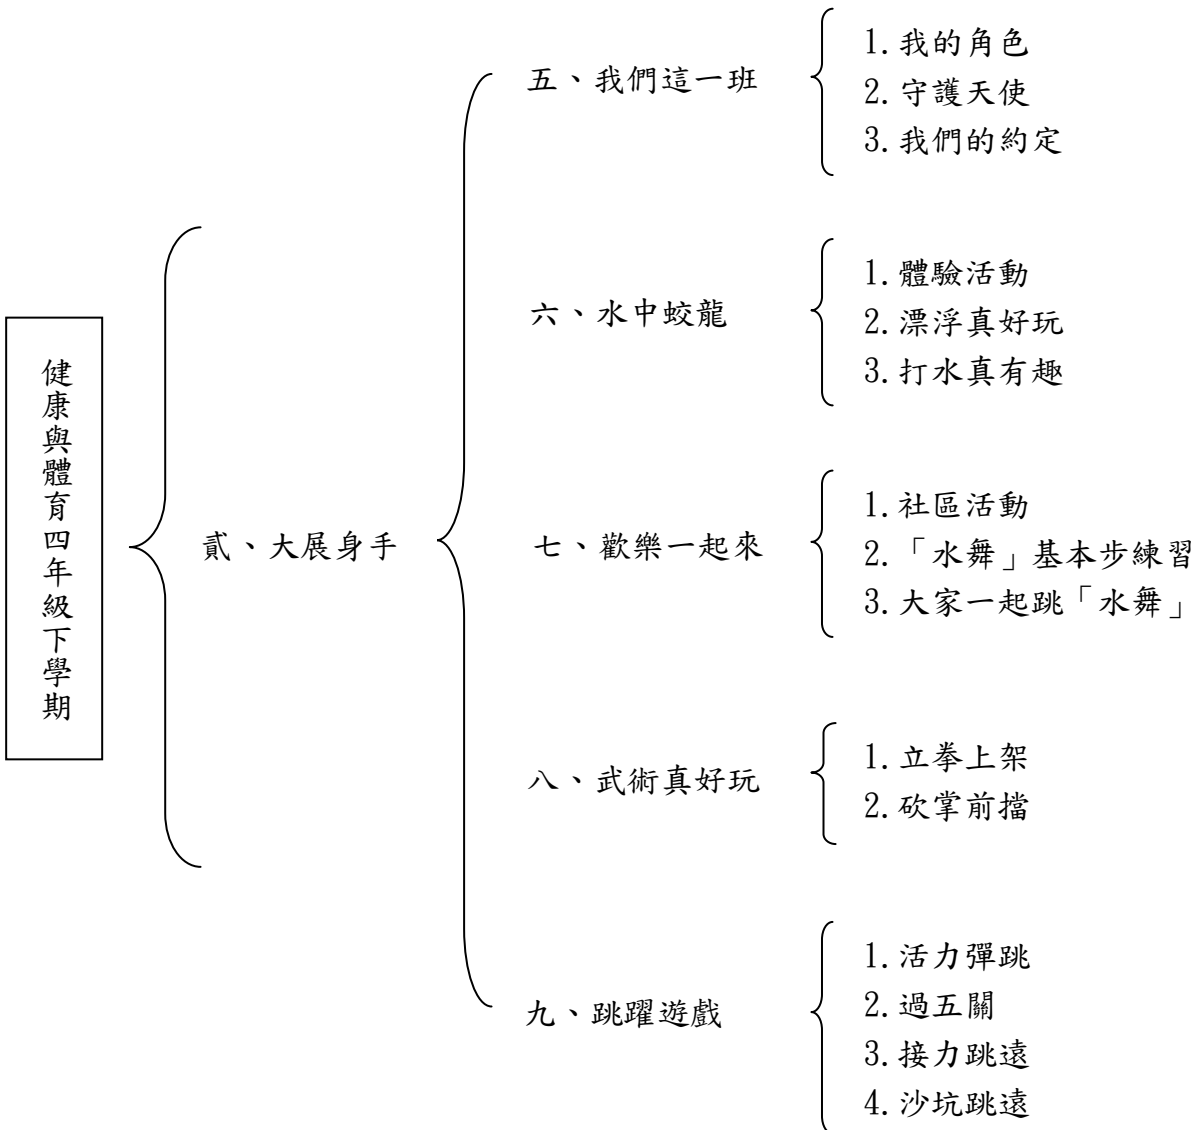 健康與體育四年級下學期
貳、大展身手
五、我們這一班
1.我的角色
2.守護天使
3.我們的約定
六、水中蛟龍
1.體驗活動
2.漂浮真好玩
3.打水真有趣
七、歡樂一起來
1.社區活動
2.「水舞」基本步練習
3.大家一起跳「水舞」
八、武術真好玩
1.立拳上架
2.砍掌前擋
九、跳躍遊戲
1.活力彈跳
2.過五關
3.接力跳遠
4.沙坑跳遠